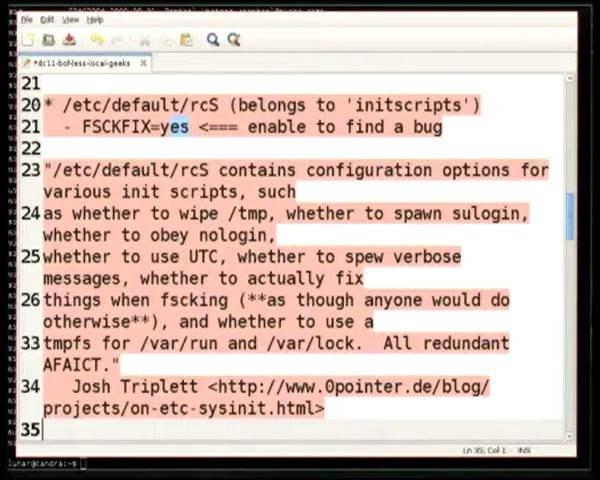 File Edit View Help
*dc11-boF-less-local-geeks X
21
20 * /etc/default/rcS (belongs to 'initscripts')
21 - FSCKFIX=yes <=== enable to find a bug
22
23 "/etc/default/rcS contains configuration options for
various init scripts, such
24 as whether to wipe /tmp, whether to spawn sulogin,
whether to obey nologin,
25 whether to use UTC, whether to spew verbose
messages, whether to actually fix
26 things when fscking (**as though anyone would do
otherwise**), and whether to use a
33 tmpfs for /var/run and /var/lock. All redundant
AFAICT."
34 Josh Triplett <http://www.0pointer.de/blog/
projects/on-etc-sysinit.html>
35
Ln 35, Col 1 INS
lunar@candra:~$